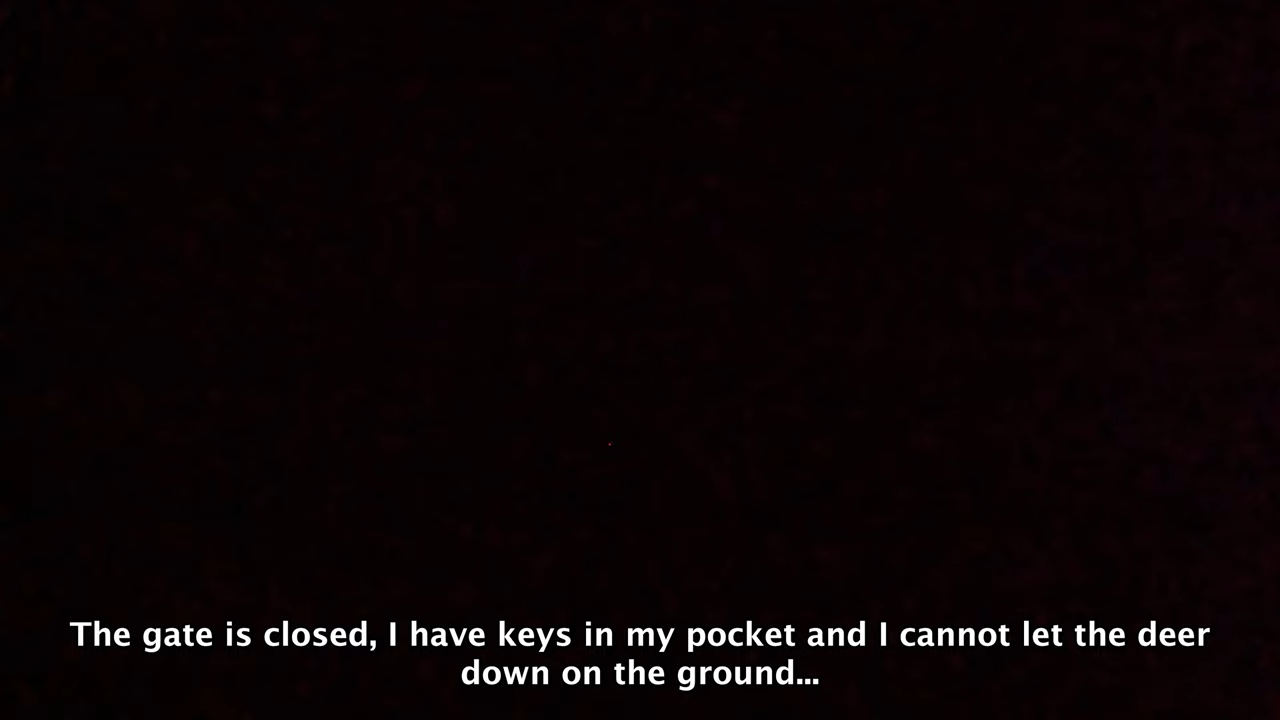 The gate is closed, I have keys in my pocket and I cannot let the deer
down on the ground...